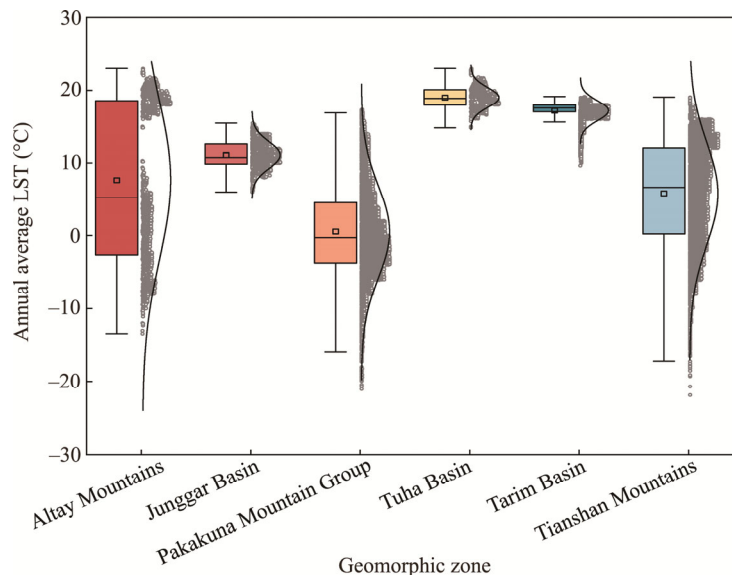 30
20
10
0
–10
–20
–30
Annual average LST (°C)
Altay Mountains
Junggar Basin
Pakakuna Mountain Group
Tuha Basin
Tarim Basin
Tianshan Mountains
Geomorphic zone